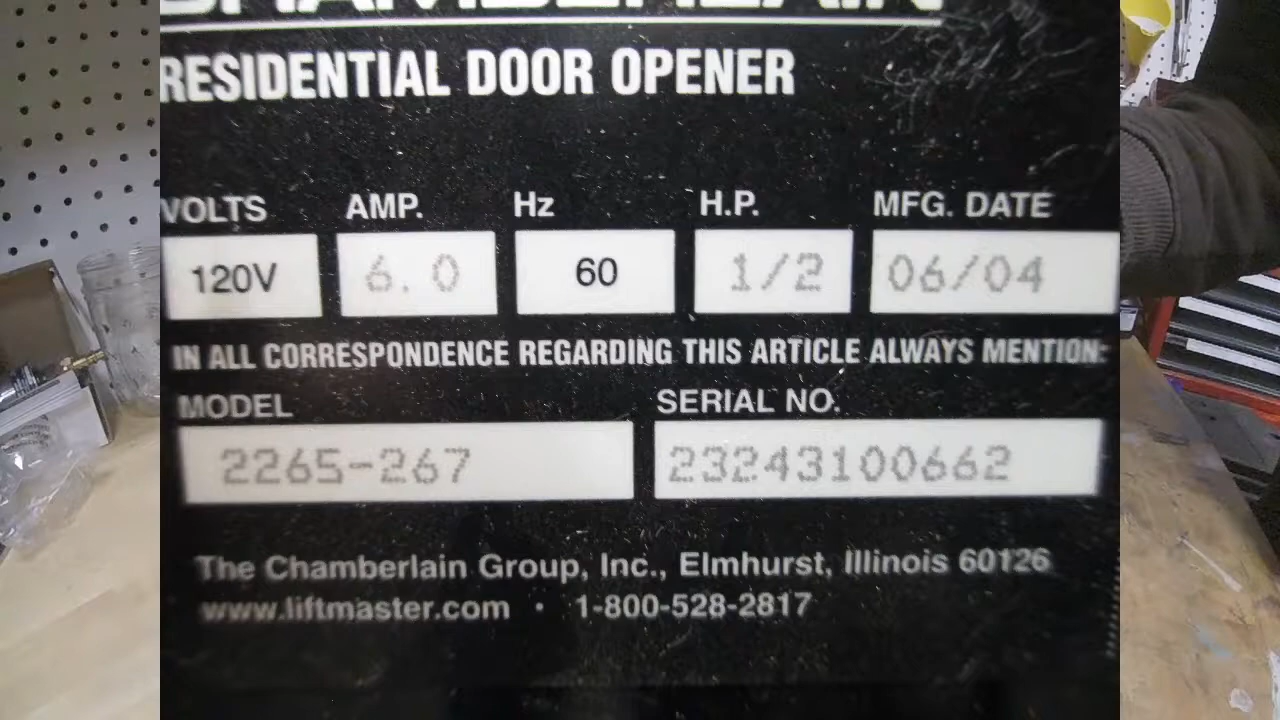 CHAMBERLAIN
RESIDENTIAL DOOR OPENER
VOLTS AMP. Hz H.P. MFG. DATE
120V 6.0 60 1/2 06/04
IN ALL CORRESPONDENCE REGARDING THIS ARTICLE ALWAYS MENTION:
MODEL SERIAL NO.
2265-267 23243100662
The Chamberlain Group, Inc., Elmhurst, Illinois 60126
www.liftmaster.com • 1-800-528-2817